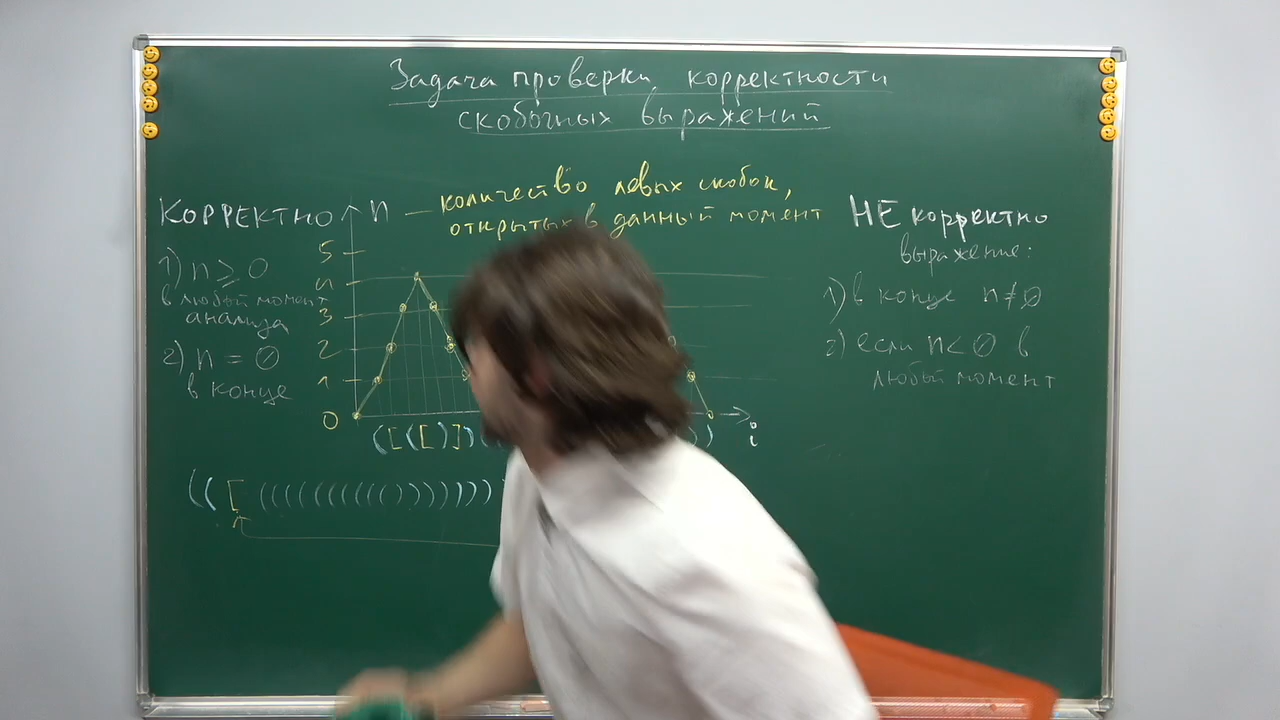 Задача проверки корректности
скобочных выражений
КОРРЕКТНО
1) n ≥ 0
в любой момент
анализа
2) n = 0
в конце
n — количество левых скобок,
открытых в данный момент
5
4
3
2
1
0
i
([([)])
(([((((((((())))))))
НЕ корректно
выражение:
1) в конце n ≠ 0
2) если n < 0 в
любый момент